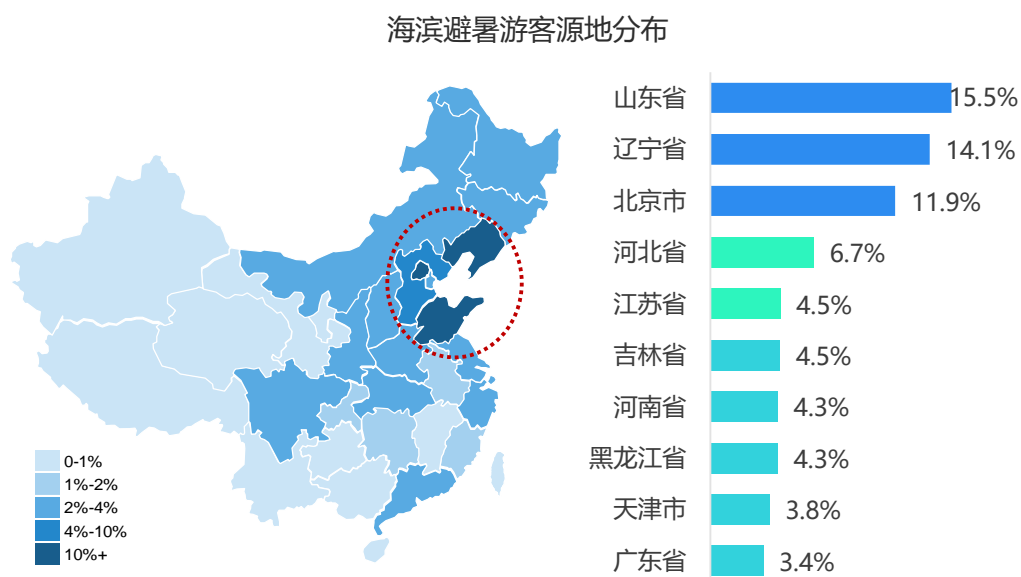 海滨避暑游客源地分布
山东省 15.5%
辽宁省 14.1%
北京市 11.9%
河北省 6.7%
江苏省 4.5%
吉林省 4.5%
河南省 4.3%
黑龙江省 4.3%
天津市 3.8%
广东省 3.4%
0-1%
1%-2%
2%-4%
4%-10%
10%+